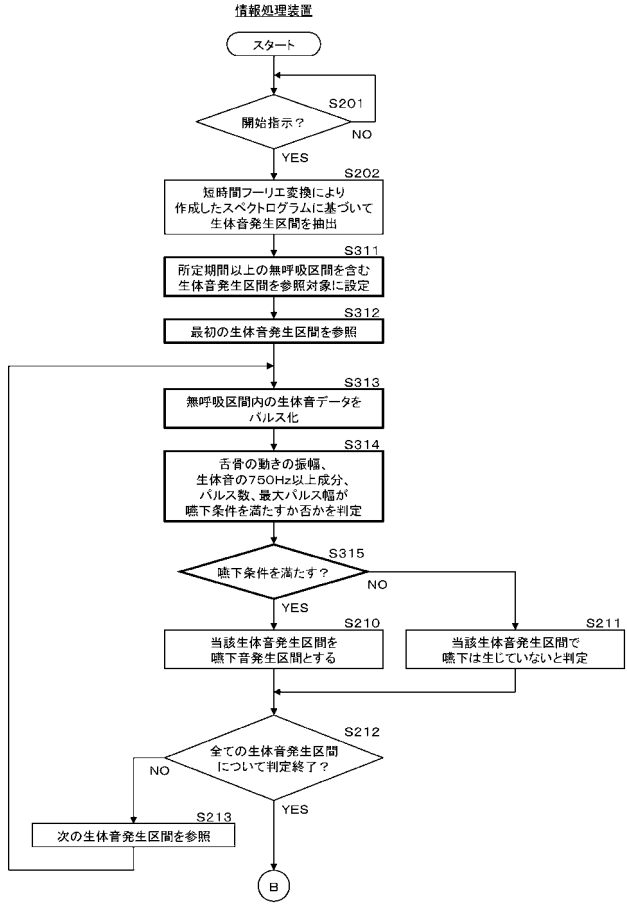 情報処理装置
スタート
S201
開始指示？
NO
YES
S202
短時間フーリエ変換により
作成したスペクトログラムに基づいて
生体音発生区間を抽出
S311
所定期間以上の無呼吸区間を含む
生体音発生区間を参照対象に設定
S312
最初の生体音発生区間を参照
S313
無呼吸区間内の生体音データを
パルス化
S314
舌骨の動きの振幅、
生体音の750Hz以上成分、
パルス数、最大パルス幅が
嚥下条件を満たすか否かを判定
S315
嚥下条件を満たす？
NO
YES
S210
当該生体音発生区間を
嚥下音発生区間とする
S211
当該生体音発生区間で
嚥下は生じていないと判定
S212
全ての生体音発生区間
について判定終了？
NO
YES
S213
次の生体音発生区間を参照
B